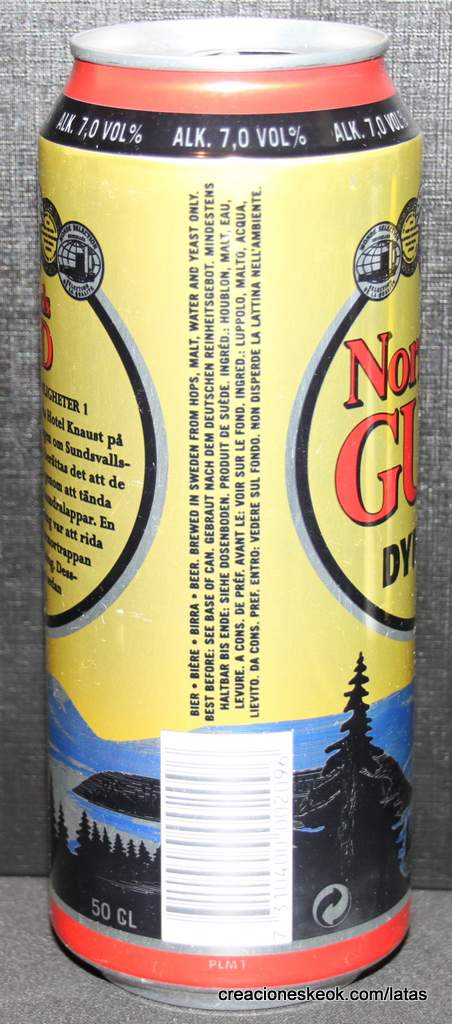 ALK. 7,0 VOL% ALK. 7,0 VOL% ALK. 7,0 VOL%
LIGHETER 1
Hotel Knaust på
om Sundsvalls-
det att de
att tända
En
var att rida
Dess-
Nor
GU
DY
BIER • BIÈRE • BIRRA • BEER. BREWED IN SWEDEN FROM HOPS, MALT, WATER AND YEAST ONLY.
BEST BEFORE: SEE BASE OF CAN. GEBRAUT NACH DEM DEUTSCHEN REINHEITSGEBOT. MINDESTENS
HALTBAR BIS ENDE: SIEHE DOSENBODEN. PRODUIT DE SUÈDE. INGRÉD.: HOUBLON, MALT, EAU,
LEVURE. A CONS. DE PRÉF. AVANT LE: VOIR SUR LE FOND. INGRED.: LUPPOLO, MALTO, ACQUA,
LIEVITO. DA CONS. PREF. ENTRO: VEDERE SUL FONDO. NON DISPERDE LA LATTINA NELL'AMBIENTE.
50 CL
PLM1
creacioneskeok.com/latas